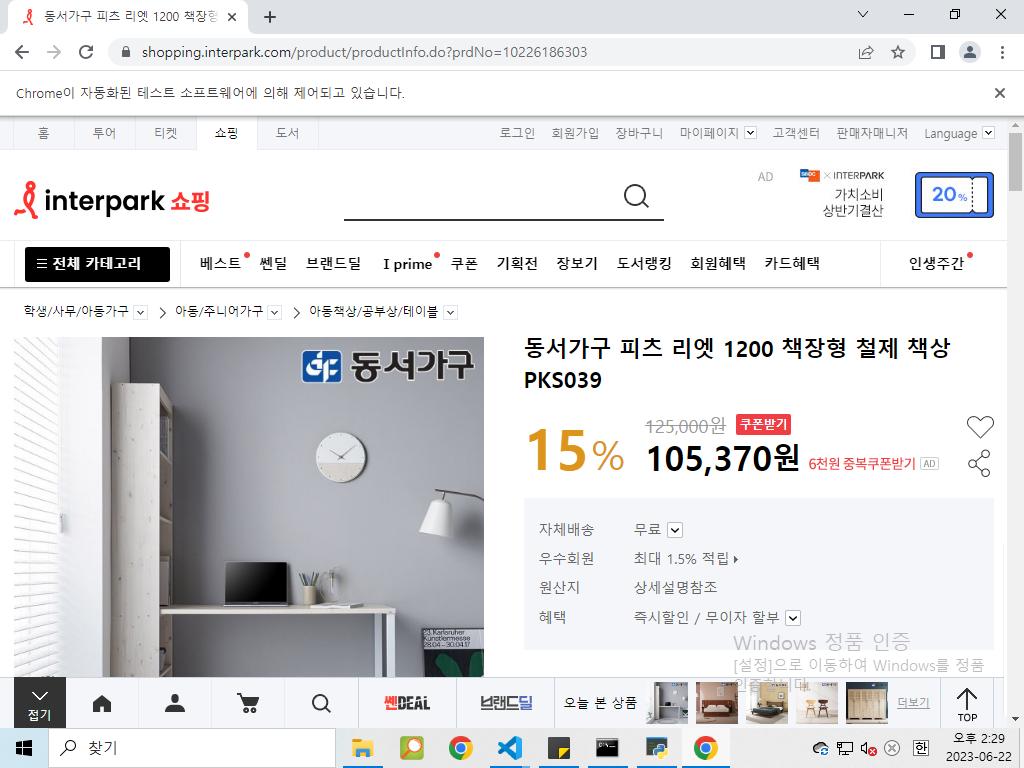 동서가구 피츠 리엣 1200 책장형
shopping.interpark.com/product/productInfo.do?prdNo=10226186303
Chrome이 자동화된 테스트 소프트웨어에 의해 제어되고 있습니다.
홈 투어 티켓 쇼핑 도서 로그인 회원가입 장바구니 마이페이지 고객센터 판매자매니저 Language
interpark 쇼핑
AD
× INTERPARK
가치소비
상반기결산
20%
전체 카테고리 베스트 쎈딜 브랜드딜 I prime 쿠폰 기획전 장보기 도서랭킹 회원혜택 카드혜택 인생주간
학생/사무/아동가구 아동/주니어가구 아동책상/공부상/테이블
동서가구
동서가구 피츠 리엣 1200 책장형 철제 책상
PKS039
125,000원 쿠폰받기
15% 105,370원 6천원 중복쿠폰받기 AD
자체배송 무료
우수회원 최대 1.5% 적립
원산지 상세설명참조
혜택 즉시할인 / 무이자 할부
23.Karlsruher
Künstlermesse
28.04 - 30.04.17
Windows 정품 인증
[설정]으로 이동하여 Windows를 정품
인증합니다.
접기 쎈DEAL 브랜드딜 오늘 본 상품 더보기 TOP
찾기
한
오후 2:29
2023-06-22